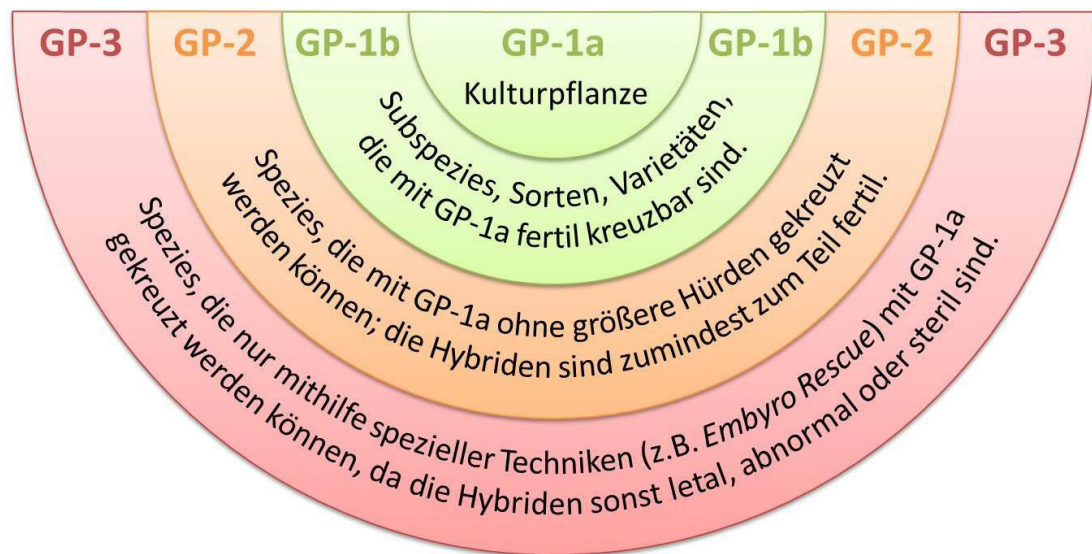 GP-3 GP-2 GP-1b GP-1a GP-1b GP-2 GP-3
Kulturpflanze
Subspezies, Sorten, Varietäten,
die mit GP-1a fertil kreuzbar sind.
Spezies, die mit GP-1a ohne größere Hürden gekreuzt
werden können; die Hybriden sind zumindest zum Teil fertil.
Spezies, die nur mithilfe spezieller Techniken (z.B. Embyro Rescue) mit GP-1a
gekreuzt werden können, da die Hybriden sonst letal, abnormal oder steril sind.